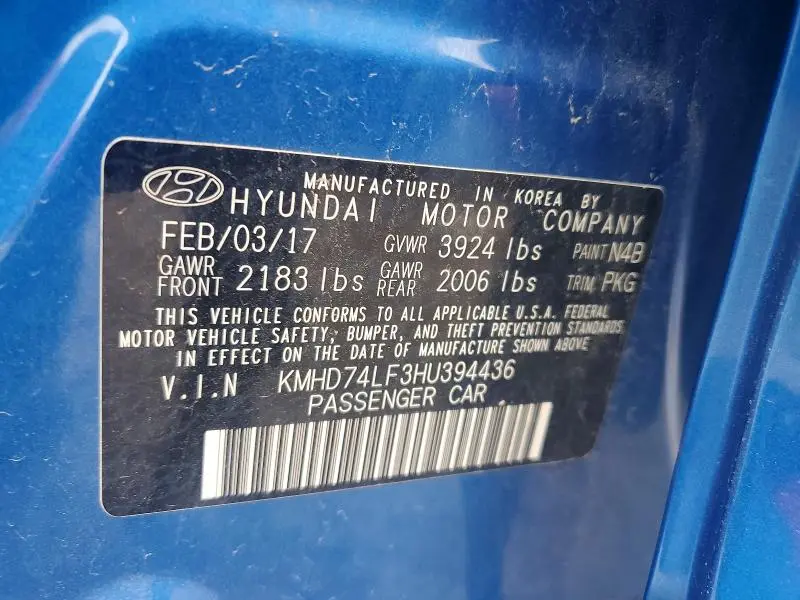 MANUFACTURED IN KOREA BY
HYUNDAI MOTOR COMPANY
FEB/03/17 GVWR 3924 lbs PAINT N4B
GAWR FRONT 2183 lbs GAWR REAR 2006 lbs TRIM PKG
THIS VEHICLE CONFORMS TO ALL APPLICABLE U.S.A. FEDERAL
MOTOR VEHICLE SAFETY, BUMPER, AND THEFT PREVENTION STANDARDS
IN EFFECT ON THE DATE OF MANUFACTURE SHOWN ABOVE
V.I.N KMHD74LF3HU394436
PASSENGER CAR